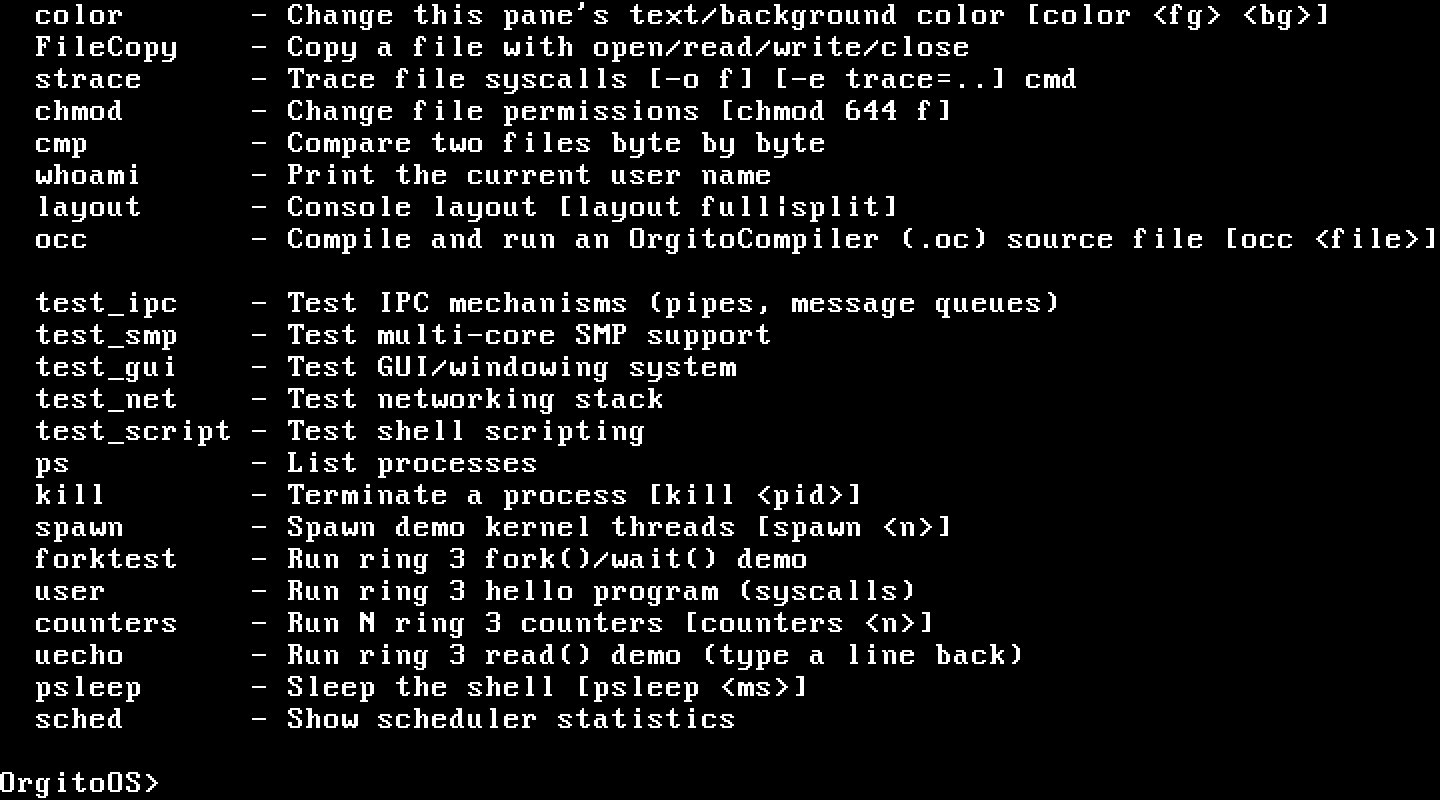 color       - Change this pane's text/background color [color <fg> <bg>]
FileCopy    - Copy a file with open/read/write/close
strace      - Trace file syscalls [-o f] [-e trace=..] cmd
chmod       - Change file permissions [chmod 644 f]
cmp         - Compare two files byte by byte
whoami      - Print the current user name
layout      - Console layout [layout full|split]
occ         - Compile and run an OrgitoCompiler (.oc) source file [occ <file>]
test_ipc    - Test IPC mechanisms (pipes, message queues)
test_smp    - Test multi-core SMP support
test_gui    - Test GUI/windowing system
test_net    - Test networking stack
test_script - Test shell scripting
ps          - List processes
kill        - Terminate a process [kill <pid>]
spawn       - Spawn demo kernel threads [spawn <n>]
forktest    - Run ring 3 fork()/wait() demo
user        - Run ring 3 hello program (syscalls)
counters    - Run N ring 3 counters [counters <n>]
uecho       - Run ring 3 read() demo (type a line back)
psleep      - Sleep the shell [psleep <ms>]
sched       - Show scheduler statistics
OrgitoOS>